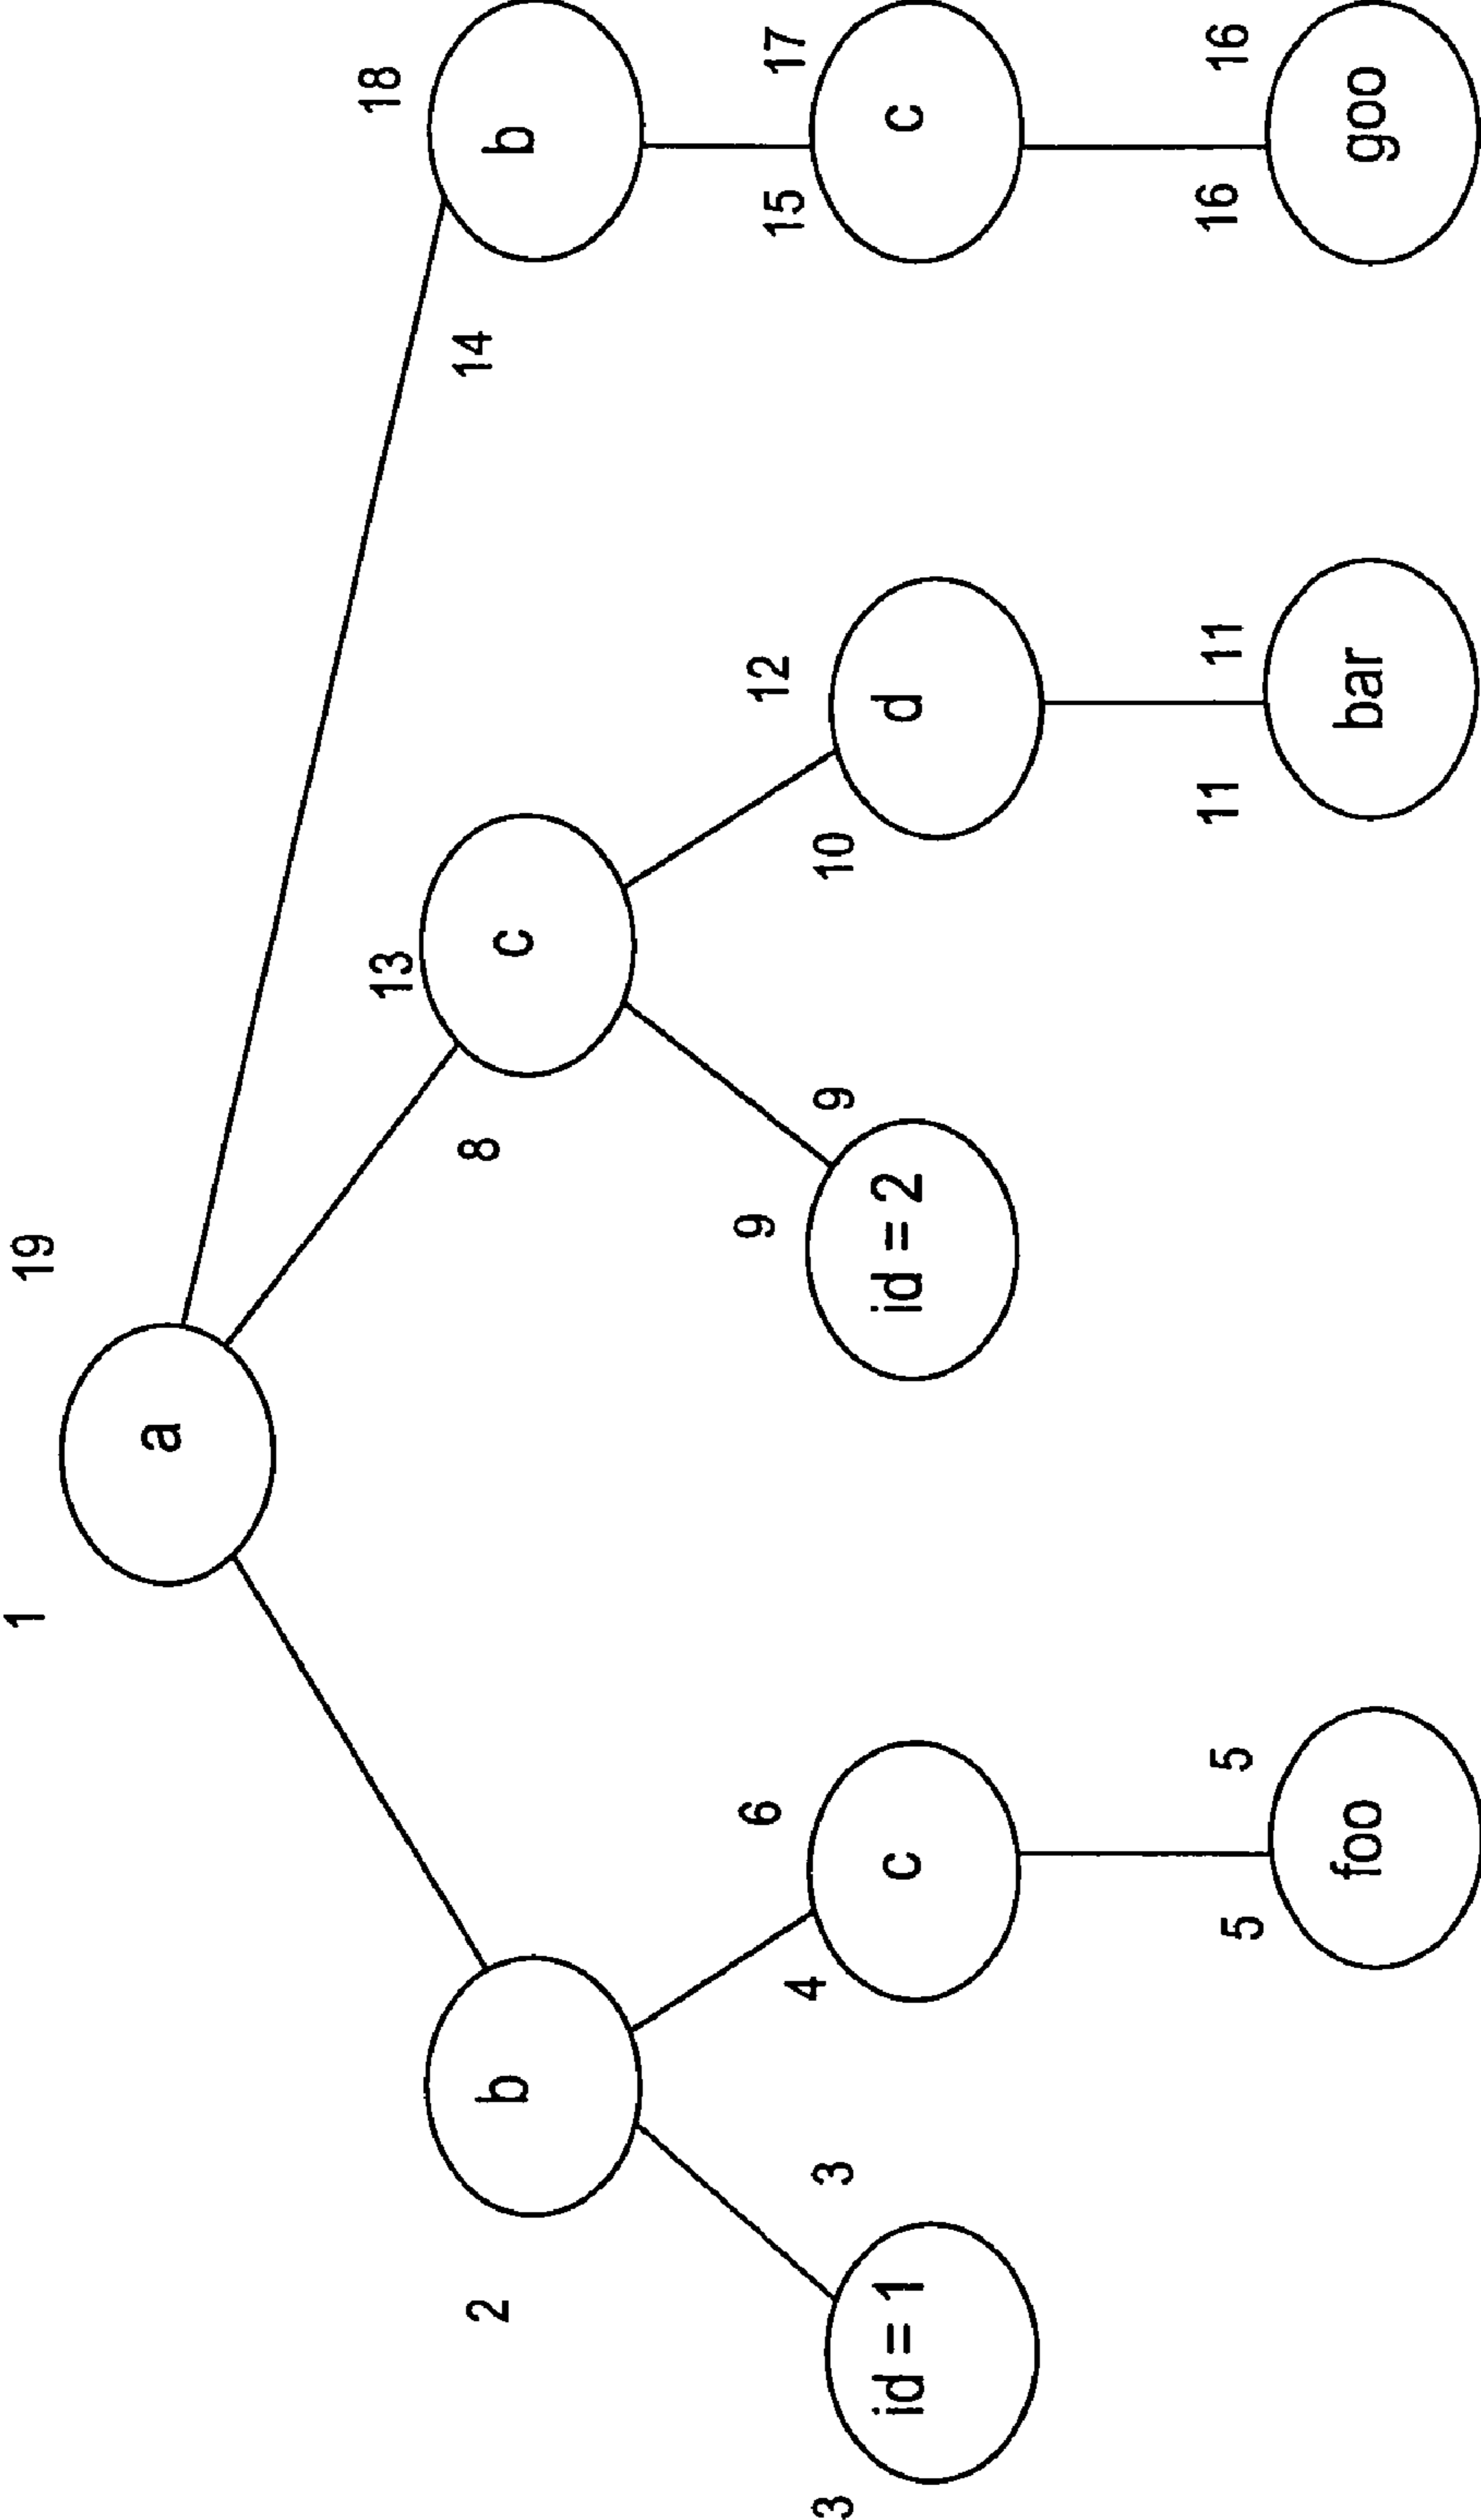 1 19
a
13 18
2 8 14
b c b
6 9 12 15 17
3 3 4 9 10
id = 1 c id = 2 d c
5 5 11 11 16 16
foo bar goo